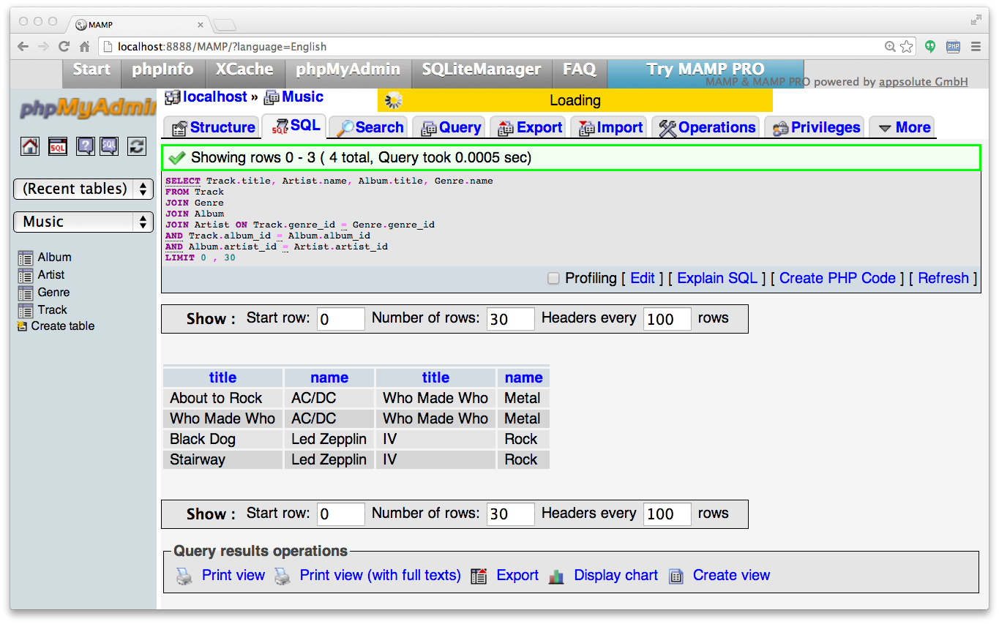 MAMP
localhost:8888/MAMP/?language=English
PHP
Start phpInfo XCache phpMyAdmin SQLiteManager FAQ Try MAMP PRO
MAMP & MAMP PRO powered by appsolute GmbH
phpMyAdmin
localhost » Music
Loading
Structure SQL Search Query Export Import Operations Privileges More
SQL ? SQL
(Recent tables)
Music
Album
Artist
Genre
Track
Create table
Showing rows 0 - 3 ( 4 total, Query took 0.0005 sec)
SELECT Track.title, Artist.name, Album.title, Genre.name
FROM Track
JOIN Genre
JOIN Album
JOIN Artist ON Track.genre_id = Genre.genre_id
AND Track.album_id = Album.album_id
AND Album.artist_id = Artist.artist_id
LIMIT 0 , 30
Profiling [ Edit ] [ Explain SQL ] [ Create PHP Code ] [ Refresh ]
Show : Start row: 0 Number of rows: 30 Headers every 100 rows
title name title name
About to Rock AC/DC Who Made Who Metal
Who Made Who AC/DC Who Made Who Metal
Black Dog Led Zepplin IV Rock
Stairway Led Zepplin IV Rock
Show : Start row: 0 Number of rows: 30 Headers every 100 rows
Query results operations
Print view Print view (with full texts) Export Display chart Create view